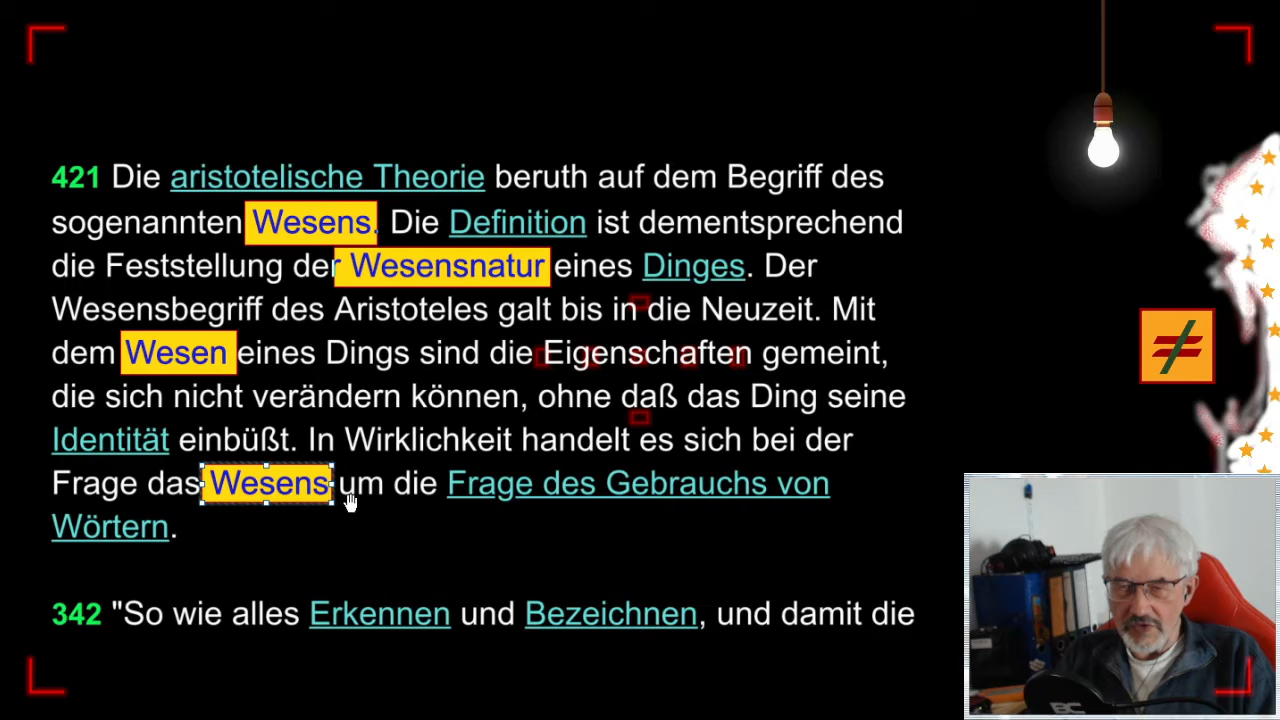 421 Die aristotelische Theorie beruth auf dem Begriff des
sogenannten Wesens. Die Definition ist dementsprechend
die Feststellung der Wesensnatur eines Dinges. Der
Wesensbegriff des Aristoteles galt bis in die Neuzeit. Mit
dem Wesen eines Dings sind die Eigenschaften gemeint,
die sich nicht verändern können, ohne daß das Ding seine
Identität einbüßt. In Wirklichkeit handelt es sich bei der
Frage das Wesens um die Frage des Gebrauchs von
Wörtern.
342 "So wie alles Erkennen und Bezeichnen, und damit die
≠